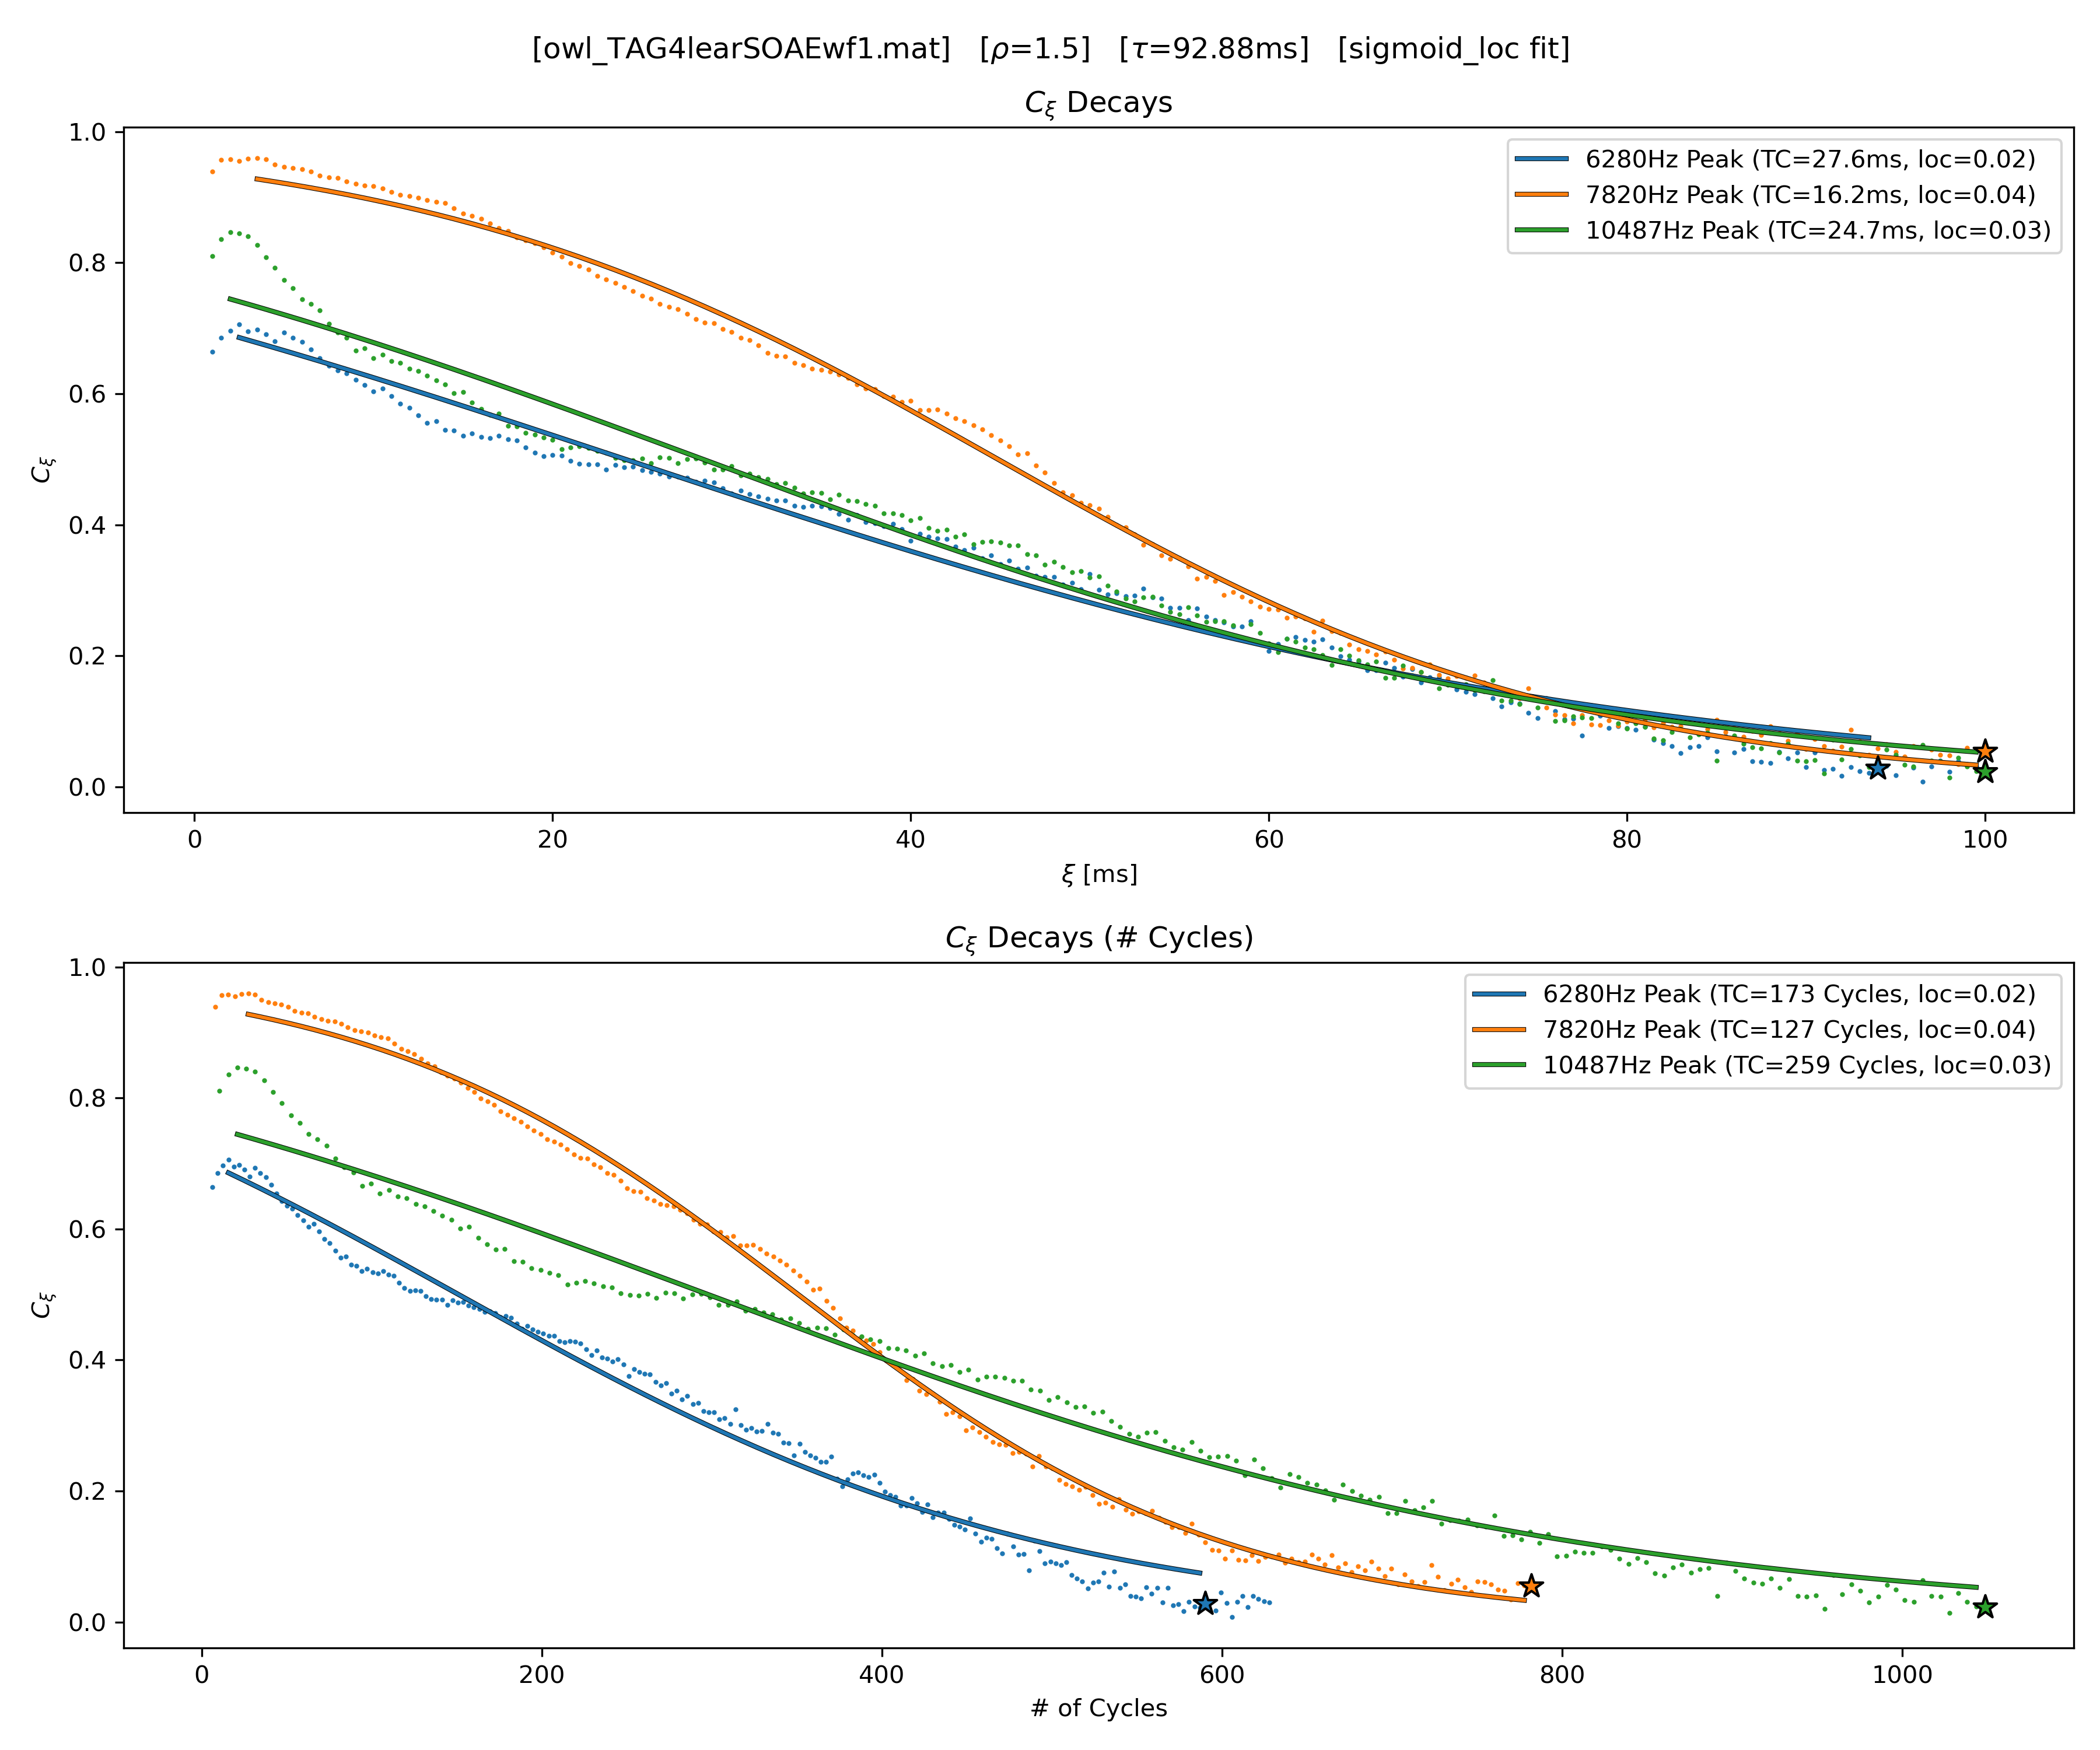 [owl_TAG4learSOAEwf1.mat] [ρ=1.5] [τ=92.88ms] [sigmoid_loc fit]
C_ξ Decays
1.0
0.8
0.6
0.4
0.2
0.0
C_ξ
6280Hz Peak (TC=27.6ms, loc=0.02)
7820Hz Peak (TC=16.2ms, loc=0.04)
10487Hz Peak (TC=24.7ms, loc=0.03)
0 20 40 60 80 100
ξ [ms]
C_ξ Decays (# Cycles)
1.0
0.8
0.6
0.4
0.2
0.0
C_ξ
6280Hz Peak (TC=173 Cycles, loc=0.02)
7820Hz Peak (TC=127 Cycles, loc=0.04)
10487Hz Peak (TC=259 Cycles, loc=0.03)
0 200 400 600 800 1000
# of Cycles